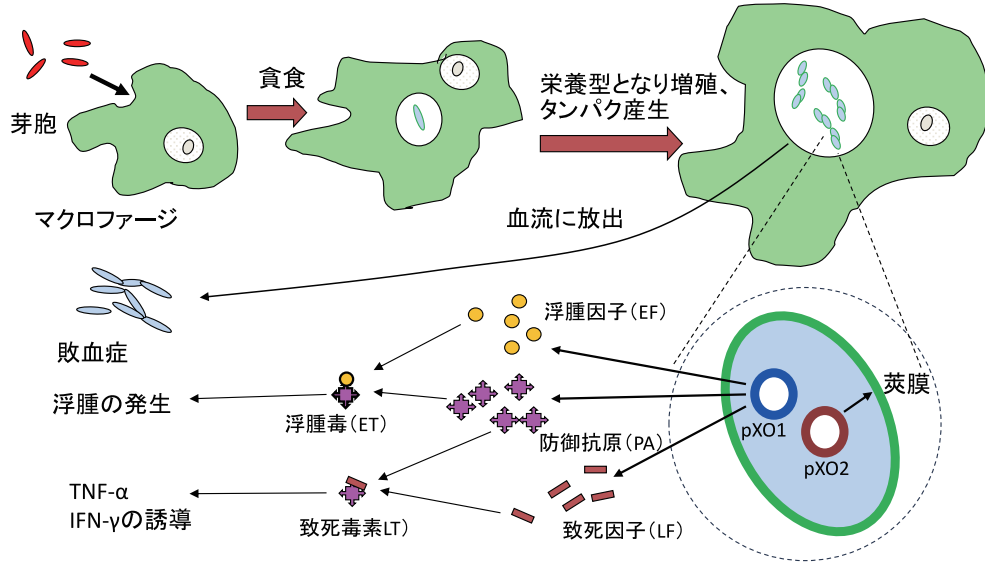 芽胞
マクロファージ
貪食
栄養型となり増殖、
タンパク産生
血流に放出
敗血症
浮腫因子(EF)
浮腫の発生
浮腫毒(ET)
防御抗原(PA)
莢膜
pXO1
pXO2
TNF-α
IFN-γの誘導
致死毒素LT)
致死因子(LF)